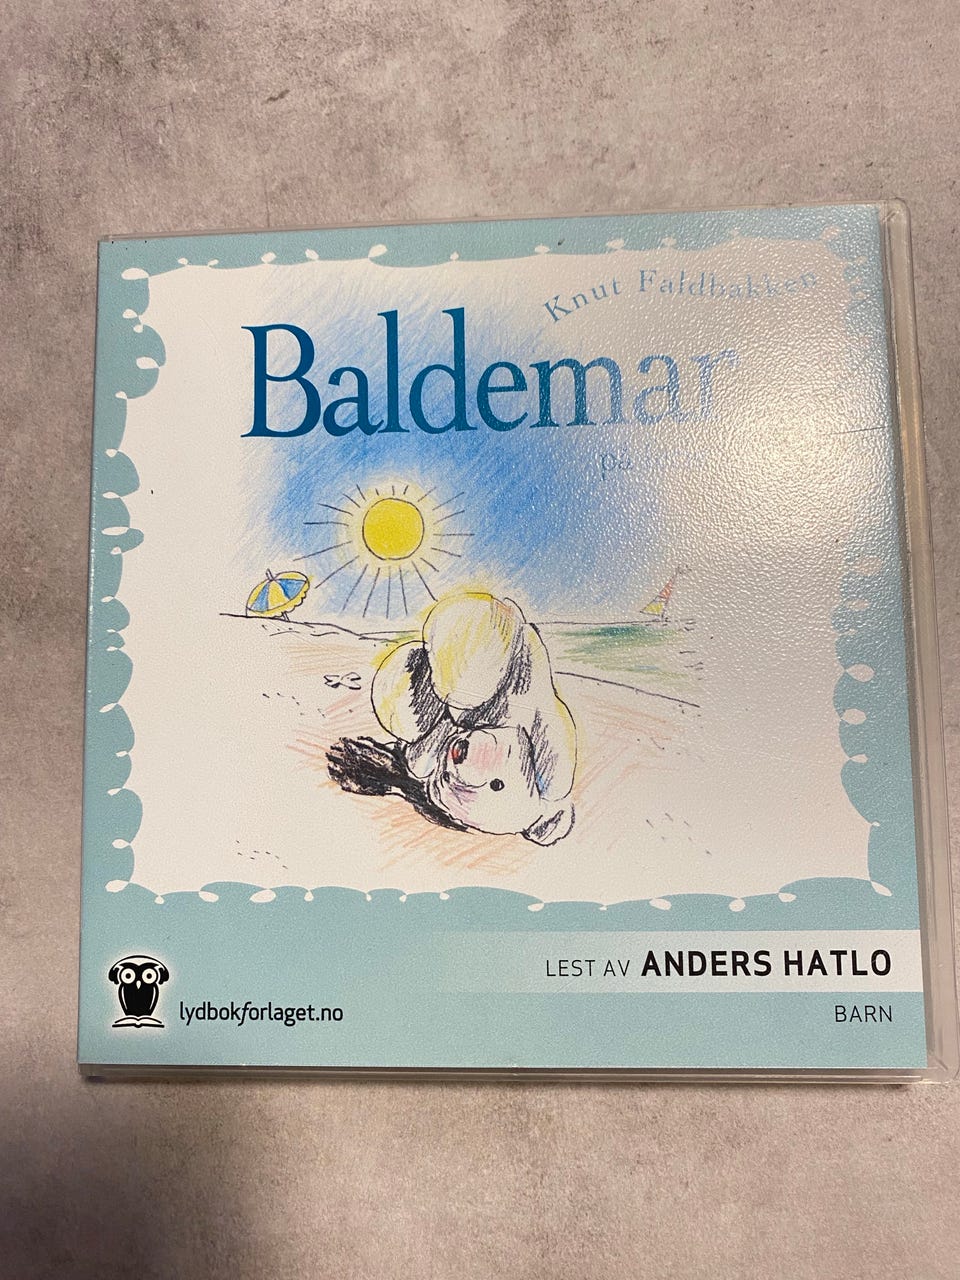 Knut Faldbakken
Baldemar
på
LEST AV ANDERS HATLO
lydbokforlaget.no
BARN